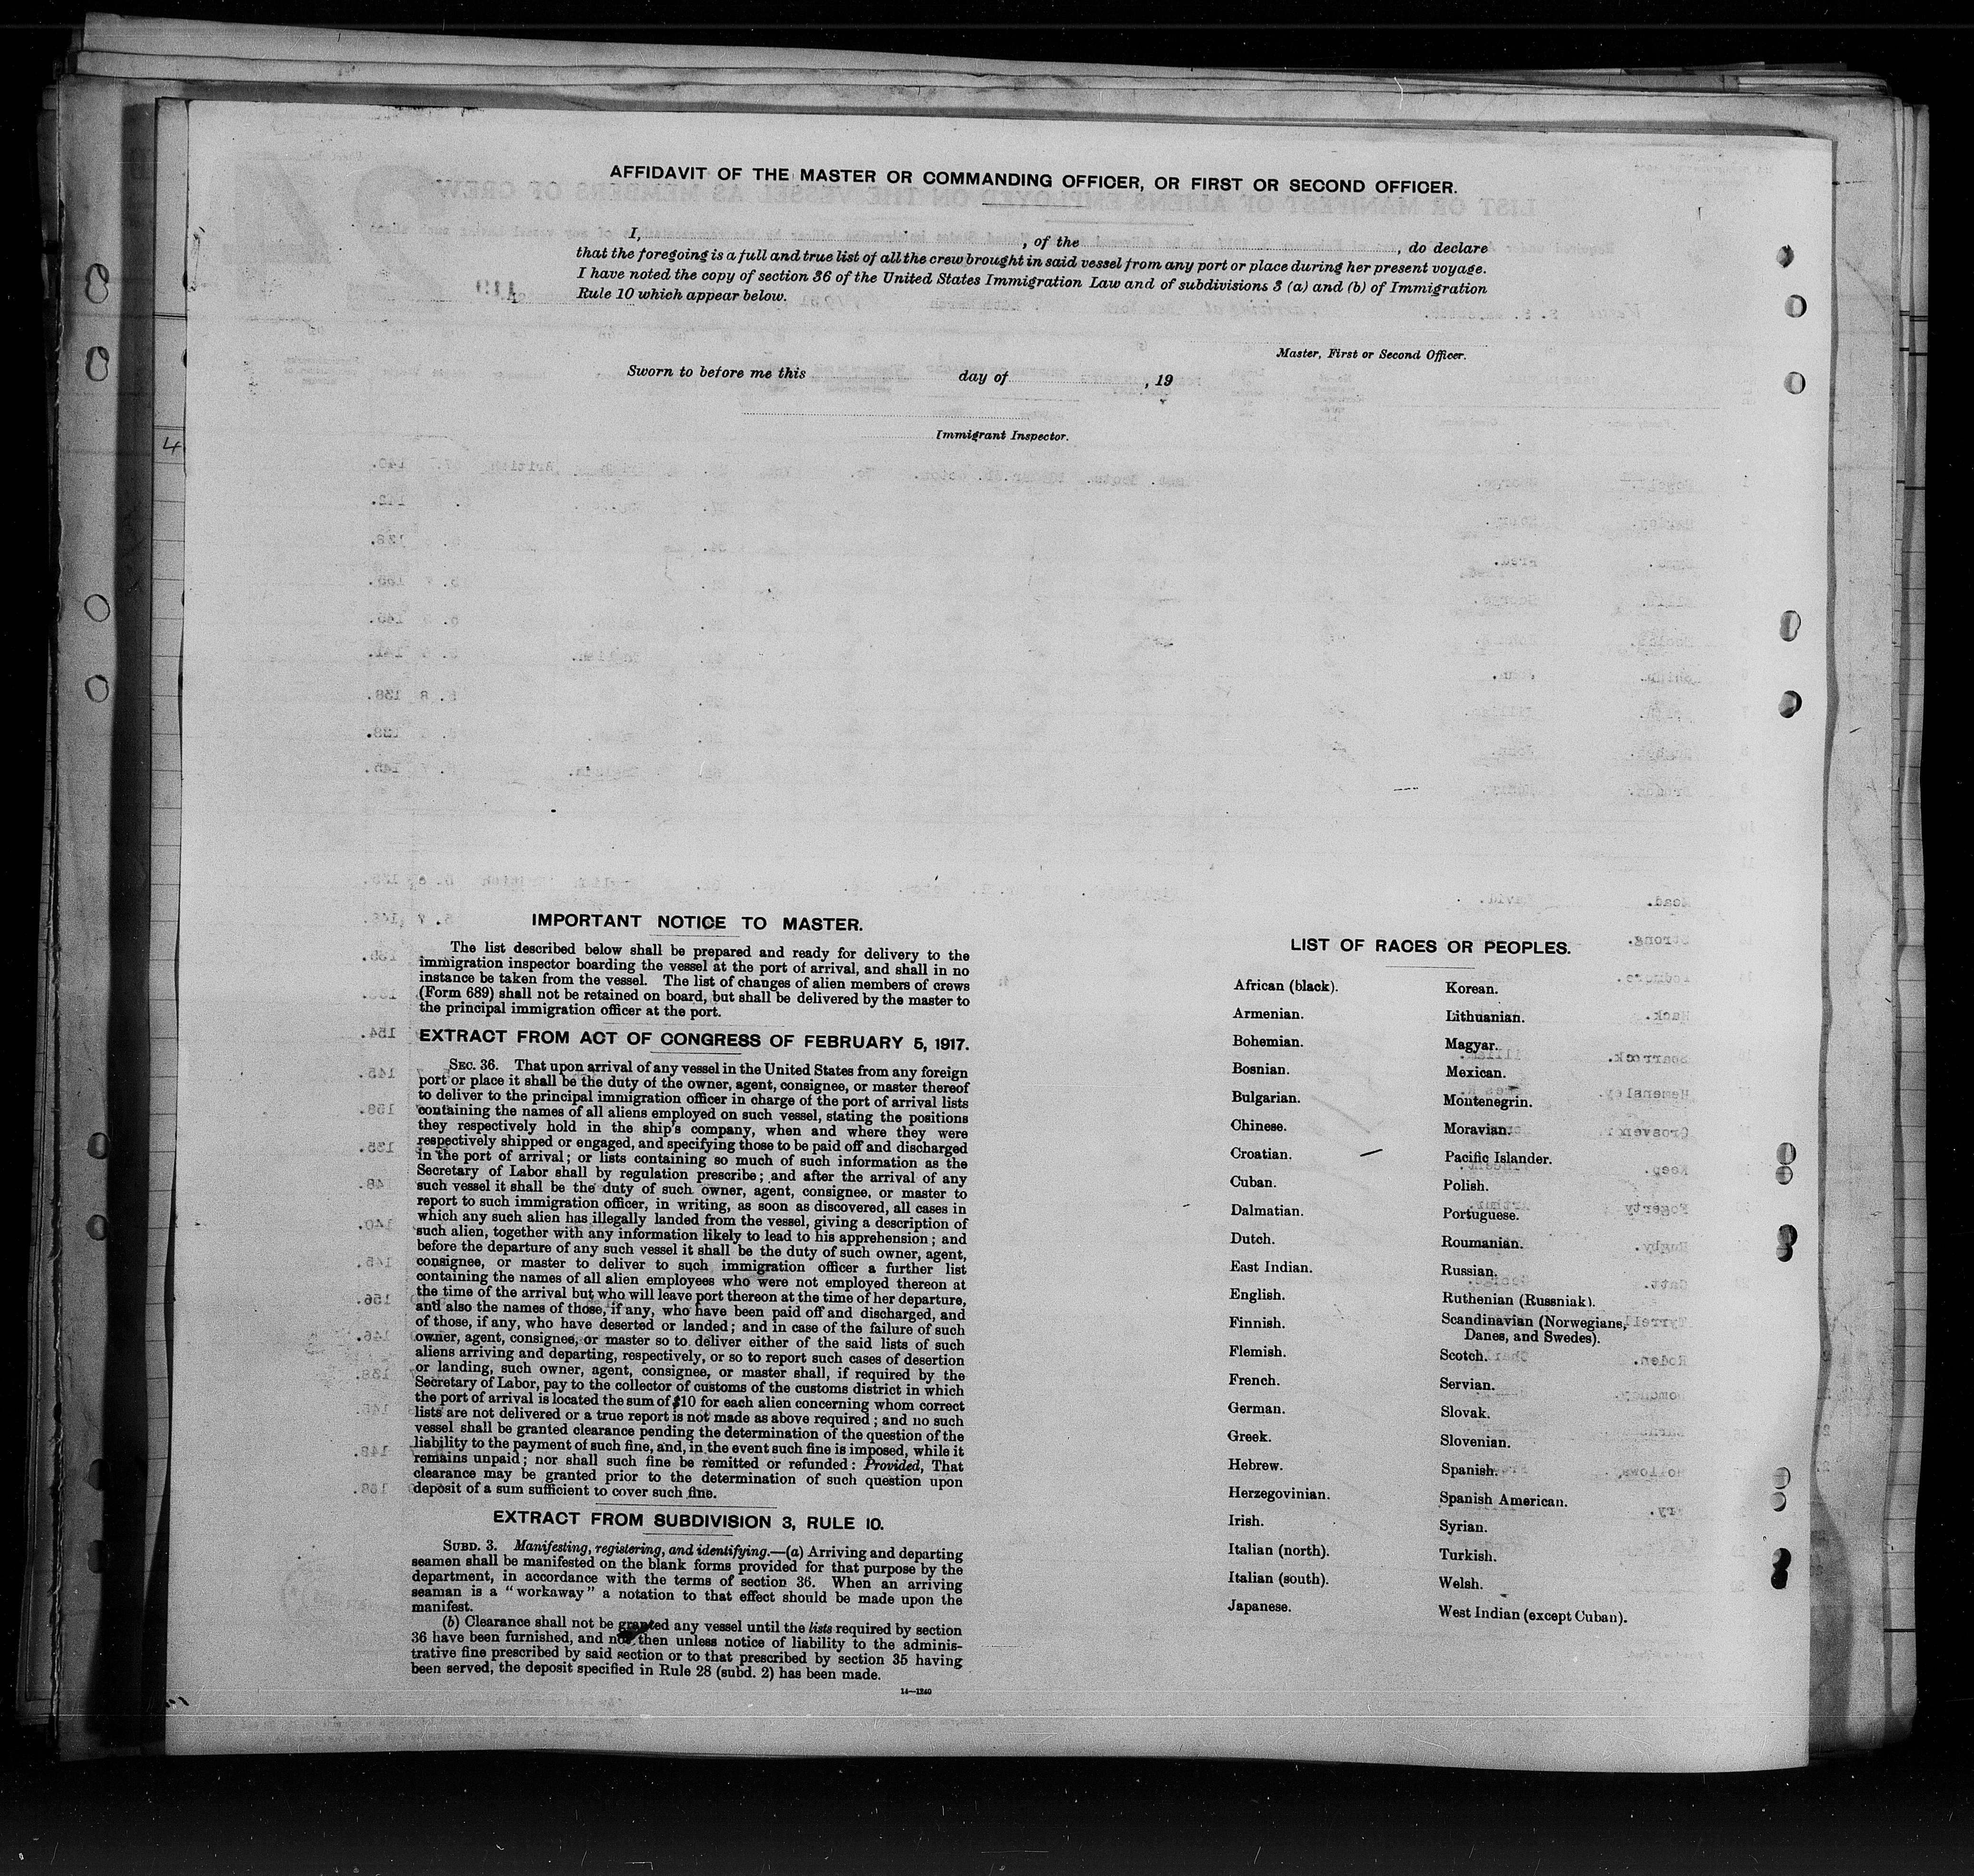 AFFIDAVIT OF THE MASTER OR COMMANDING OFFICER, OR FIRST OR SECOND OFFICER.
I, , of the , do declare
that the foregoing is a full and true list of all the crew brought in said vessel from any port or place during her present voyage.
I have noted the copy of section 36 of the United States Immigration Law and of subdivisions 3 (a) and (b) of Immigration
Rule 10 which appear below.
Master, First or Second Officer.
Sworn to before me this day of , 19
Immigrant Inspector.
4
IMPORTANT NOTICE TO MASTER.
The list described below shall be prepared and ready for delivery to the
immigration inspector boarding the vessel at the port of arrival, and shall in no
instance be taken from the vessel. The list of changes of alien members of crews
(Form 689) shall not be retained on board, but shall be delivered by the master to
the principal immigration officer at the port.
EXTRACT FROM ACT OF CONGRESS OF FEBRUARY 5, 1917.
SEC. 36. That upon arrival of any vessel in the United States from any foreign
port or place it shall be the duty of the owner, agent, consignee, or master thereof
to deliver to the principal immigration officer in charge of the port of arrival lists
containing the names of all aliens employed on such vessel, stating the positions
they respectively hold in the ship's company, when and where they were
respectively shipped or engaged, and specifying those to be paid off and discharged
in the port of arrival; or lists containing so much of such information as the
Secretary of Labor shall by regulation prescribe; and after the arrival of any
such vessel it shall be the duty of such owner, agent, consignee, or master to
report to such immigration officer, in writing, as soon as discovered, all cases in
which any such alien has illegally landed from the vessel, giving a description of
such alien, together with any information likely to lead to his apprehension; and
before the departure of any such vessel it shall be the duty of such owner, agent,
consignee, or master to deliver to such immigration officer a further list
containing the names of all alien employees who were not employed thereon at
the time of the arrival but who will leave port thereon at the time of her departure,
and also the names of those, if any, who have been paid off and discharged, and
of those, if any, who have deserted or landed; and in case of the failure of such
owner, agent, consignee, or master so to deliver either of the said lists of such
aliens arriving and departing, respectively, or so to report such cases of desertion
or landing, such owner, agent, consignee, or master shall, if required by the
Secretary of Labor, pay to the collector of customs of the customs district in which
the port of arrival is located the sum of $10 for each alien concerning whom correct
lists are not delivered or a true report is not made as above required; and no such
vessel shall be granted clearance pending the determination of the question of the
liability to the payment of such fine, and, in the event such fine is imposed, while it
remains unpaid; nor shall such fine be remitted or refunded: Provided, That
clearance may be granted prior to the determination of such question upon
deposit of a sum sufficient to cover such fine.
EXTRACT FROM SUBDIVISION 3, RULE 10.
SUBD. 3. Manifesting, registering, and identifying.—(a) Arriving and departing
seamen shall be manifested on the blank forms provided for that purpose by the
department, in accordance with the terms of section 36. When an arriving
seaman is a "workaway" a notation to that effect should be made upon the
manifest.
(b) Clearance shall not be granted any vessel until the lists required by section
36 have been furnished, and not then unless notice of liability to the adminis-
trative fine prescribed by said section or to that prescribed by section 35 having
been served, the deposit specified in Rule 28 (subd. 2) has been made.
14—1240
LIST OF RACES OR PEOPLES.
African (black).
Armenian.
Bohemian.
Bosnian.
Bulgarian.
Chinese.
Croatian.
Cuban.
Dalmatian.
Dutch.
East Indian.
English.
Finnish.
Flemish.
French.
German.
Greek.
Hebrew.
Herzegovinian.
Irish.
Italian (north).
Italian (south).
Japanese.
Korean.
Lithuanian.
Magyar.
Mexican.
Montenegrin.
Moravian.
Pacific Islander.
Polish.
Portuguese.
Roumanian.
Russian.
Ruthenian (Russniak).
Scandinavian (Norwegians,
Danes, and Swedes).
Scotch.
Servian.
Slovak.
Slovenian.
Spanish.
Spanish American.
Syrian.
Turkish.
Welsh.
West Indian (except Cuban).